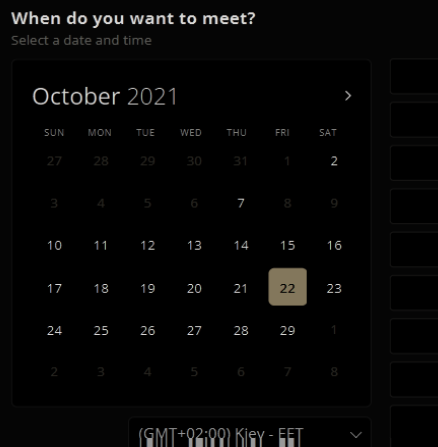 When do you want to meet?
Select a date and time
October 2021
SUN MON TUE WED THU FRI SAT
27 28 29 30 31 1 2
3 4 5 6 7 8 9
10 11 12 13 14 15 16
17 18 19 20 21 22 23
24 25 26 27 28 29 1
2 3 4 5 6 7 8
(GMT+02:00) Kiev - EET